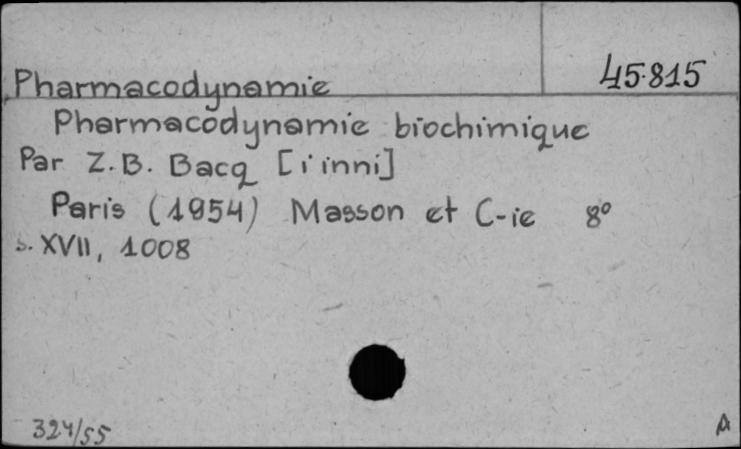 45815
Pharmacodynamie
Pharmacodynamie biochimique
Par Z.B. Bacq [i inni]
Paris (1954) Masson et C-ie 8°
s. XVII, 1008
324/55
A